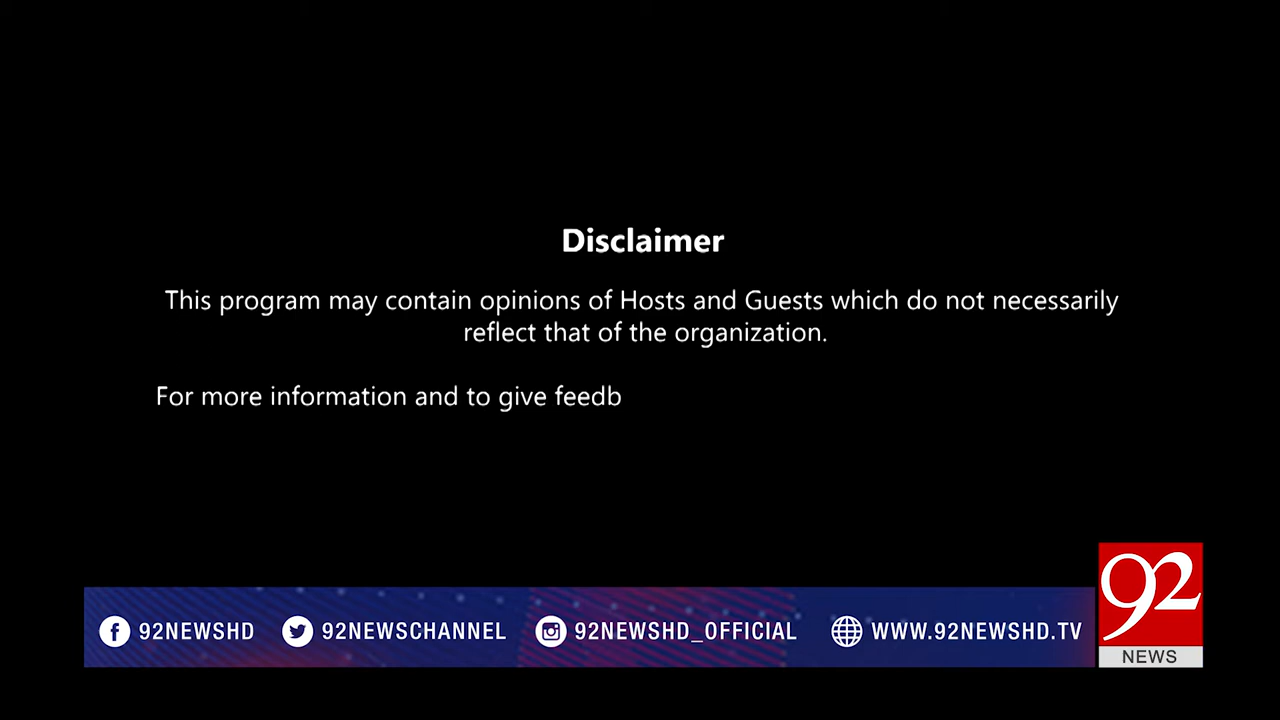 Disclaimer
This program may contain opinions of Hosts and Guests which do not necessarily
reflect that of the organization.
For more information and to give feedb
92NEWSHD
92NEWSCHANNEL
92NEWSHD_OFFICIAL
WWW.92NEWSHD.TV
92
NEWS